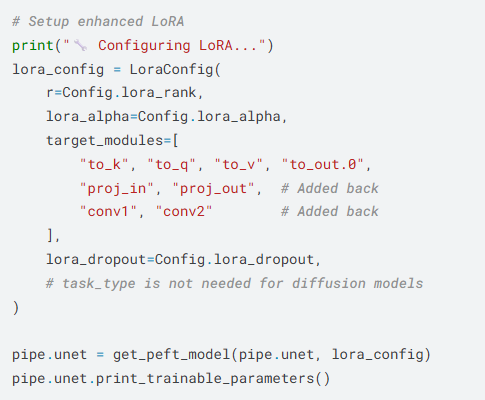 # Setup enhanced LoRA
print("🔧 Configuring LoRA...")
lora_config = LoraConfig(
    r=Config.lora_rank,
    lora_alpha=Config.lora_alpha,
    target_modules=[
        "to_k", "to_q", "to_v", "to_out.0",
        "proj_in", "proj_out",  # Added back
        "conv1", "conv2"        # Added back
    ],
    lora_dropout=Config.lora_dropout,
    # task_type is not needed for diffusion models
)
pipe.unet = get_peft_model(pipe.unet, lora_config)
pipe.unet.print_trainable_parameters()